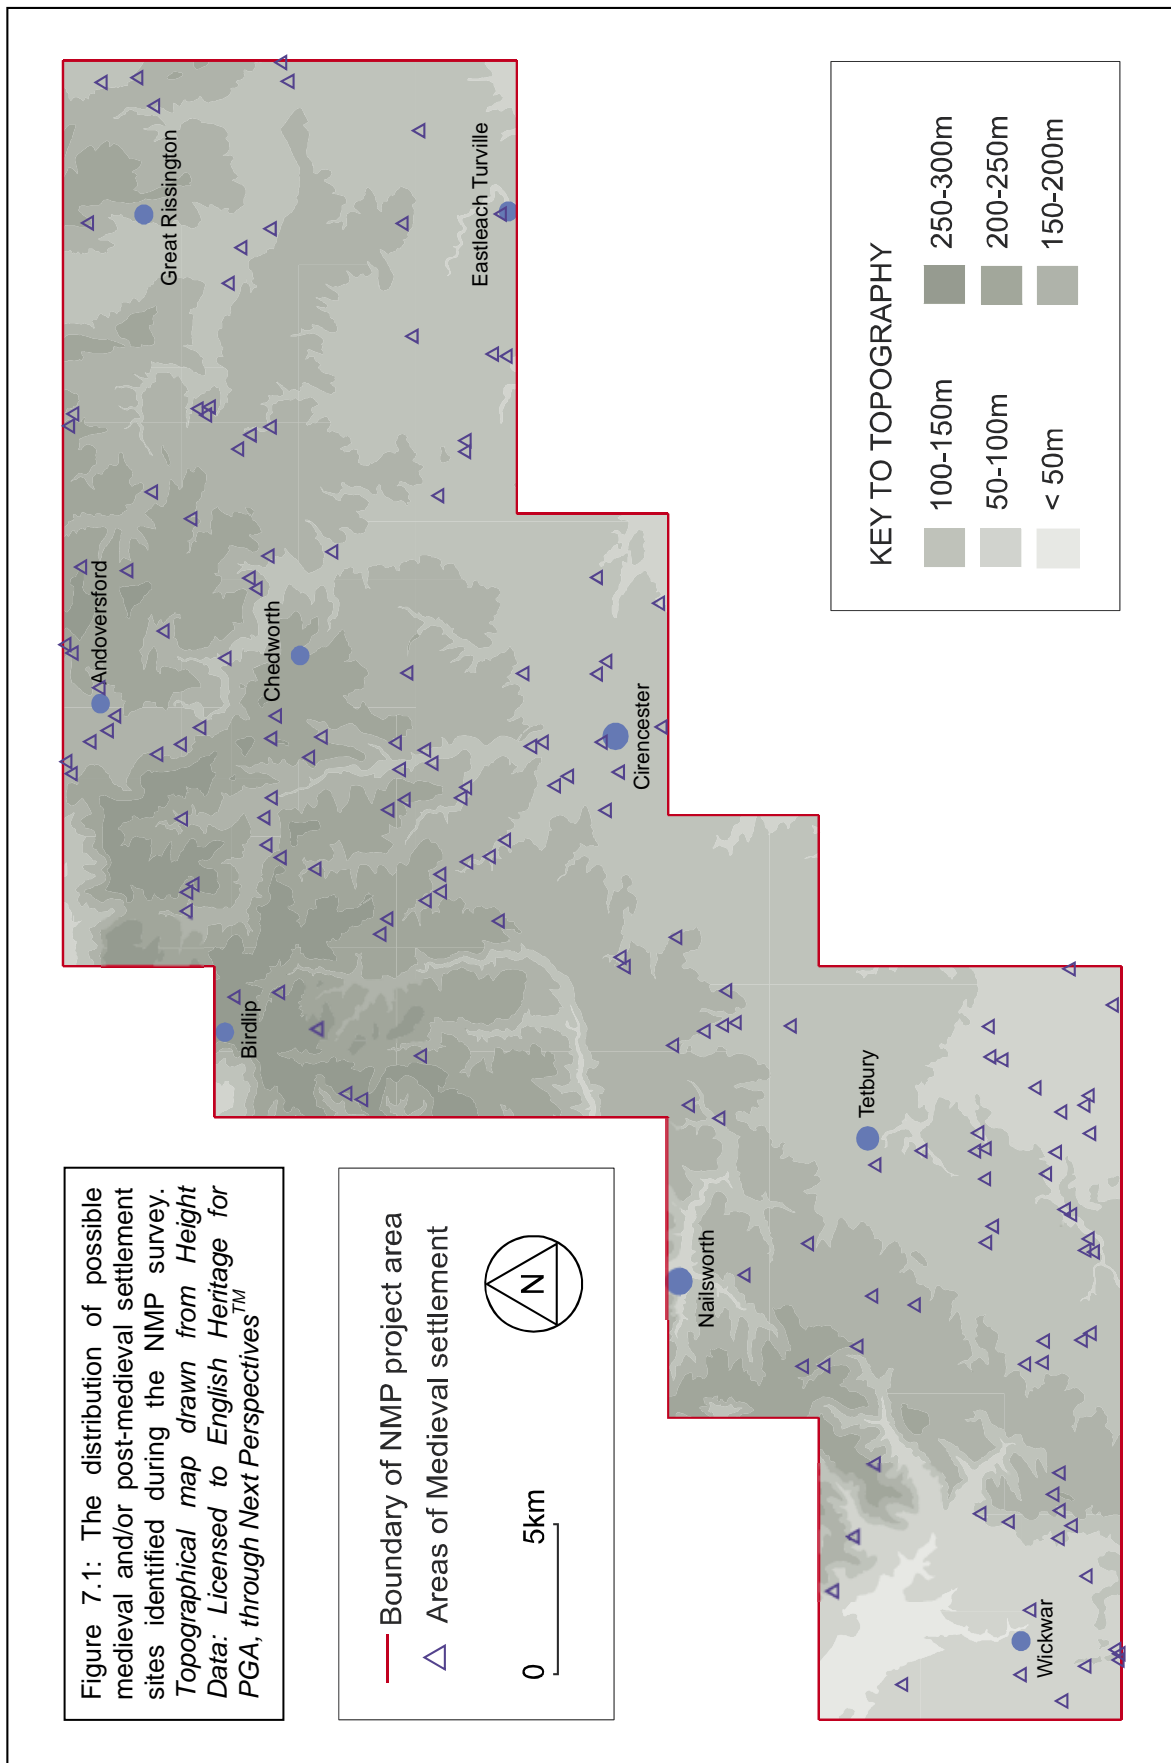 Figure 7.1: The distribution of possible
medieval and/or post-medieval settlement
sites identified during the NMP survey.
Topographical map drawn from Height
Data: Licensed to English Heritage for
PGA, through Next Perspectives™
Boundary of NMP project area
Areas of Medieval settlement
N
0 5km
Andoversford
Great Rissington
Birdlip
Chedworth
Eastleach Turville
Cirencester
Nailsworth
Tetbury
Wickwar
KEY TO TOPOGRAPHY
100-150m 250-300m
50-100m 200-250m
< 50m 150-200m